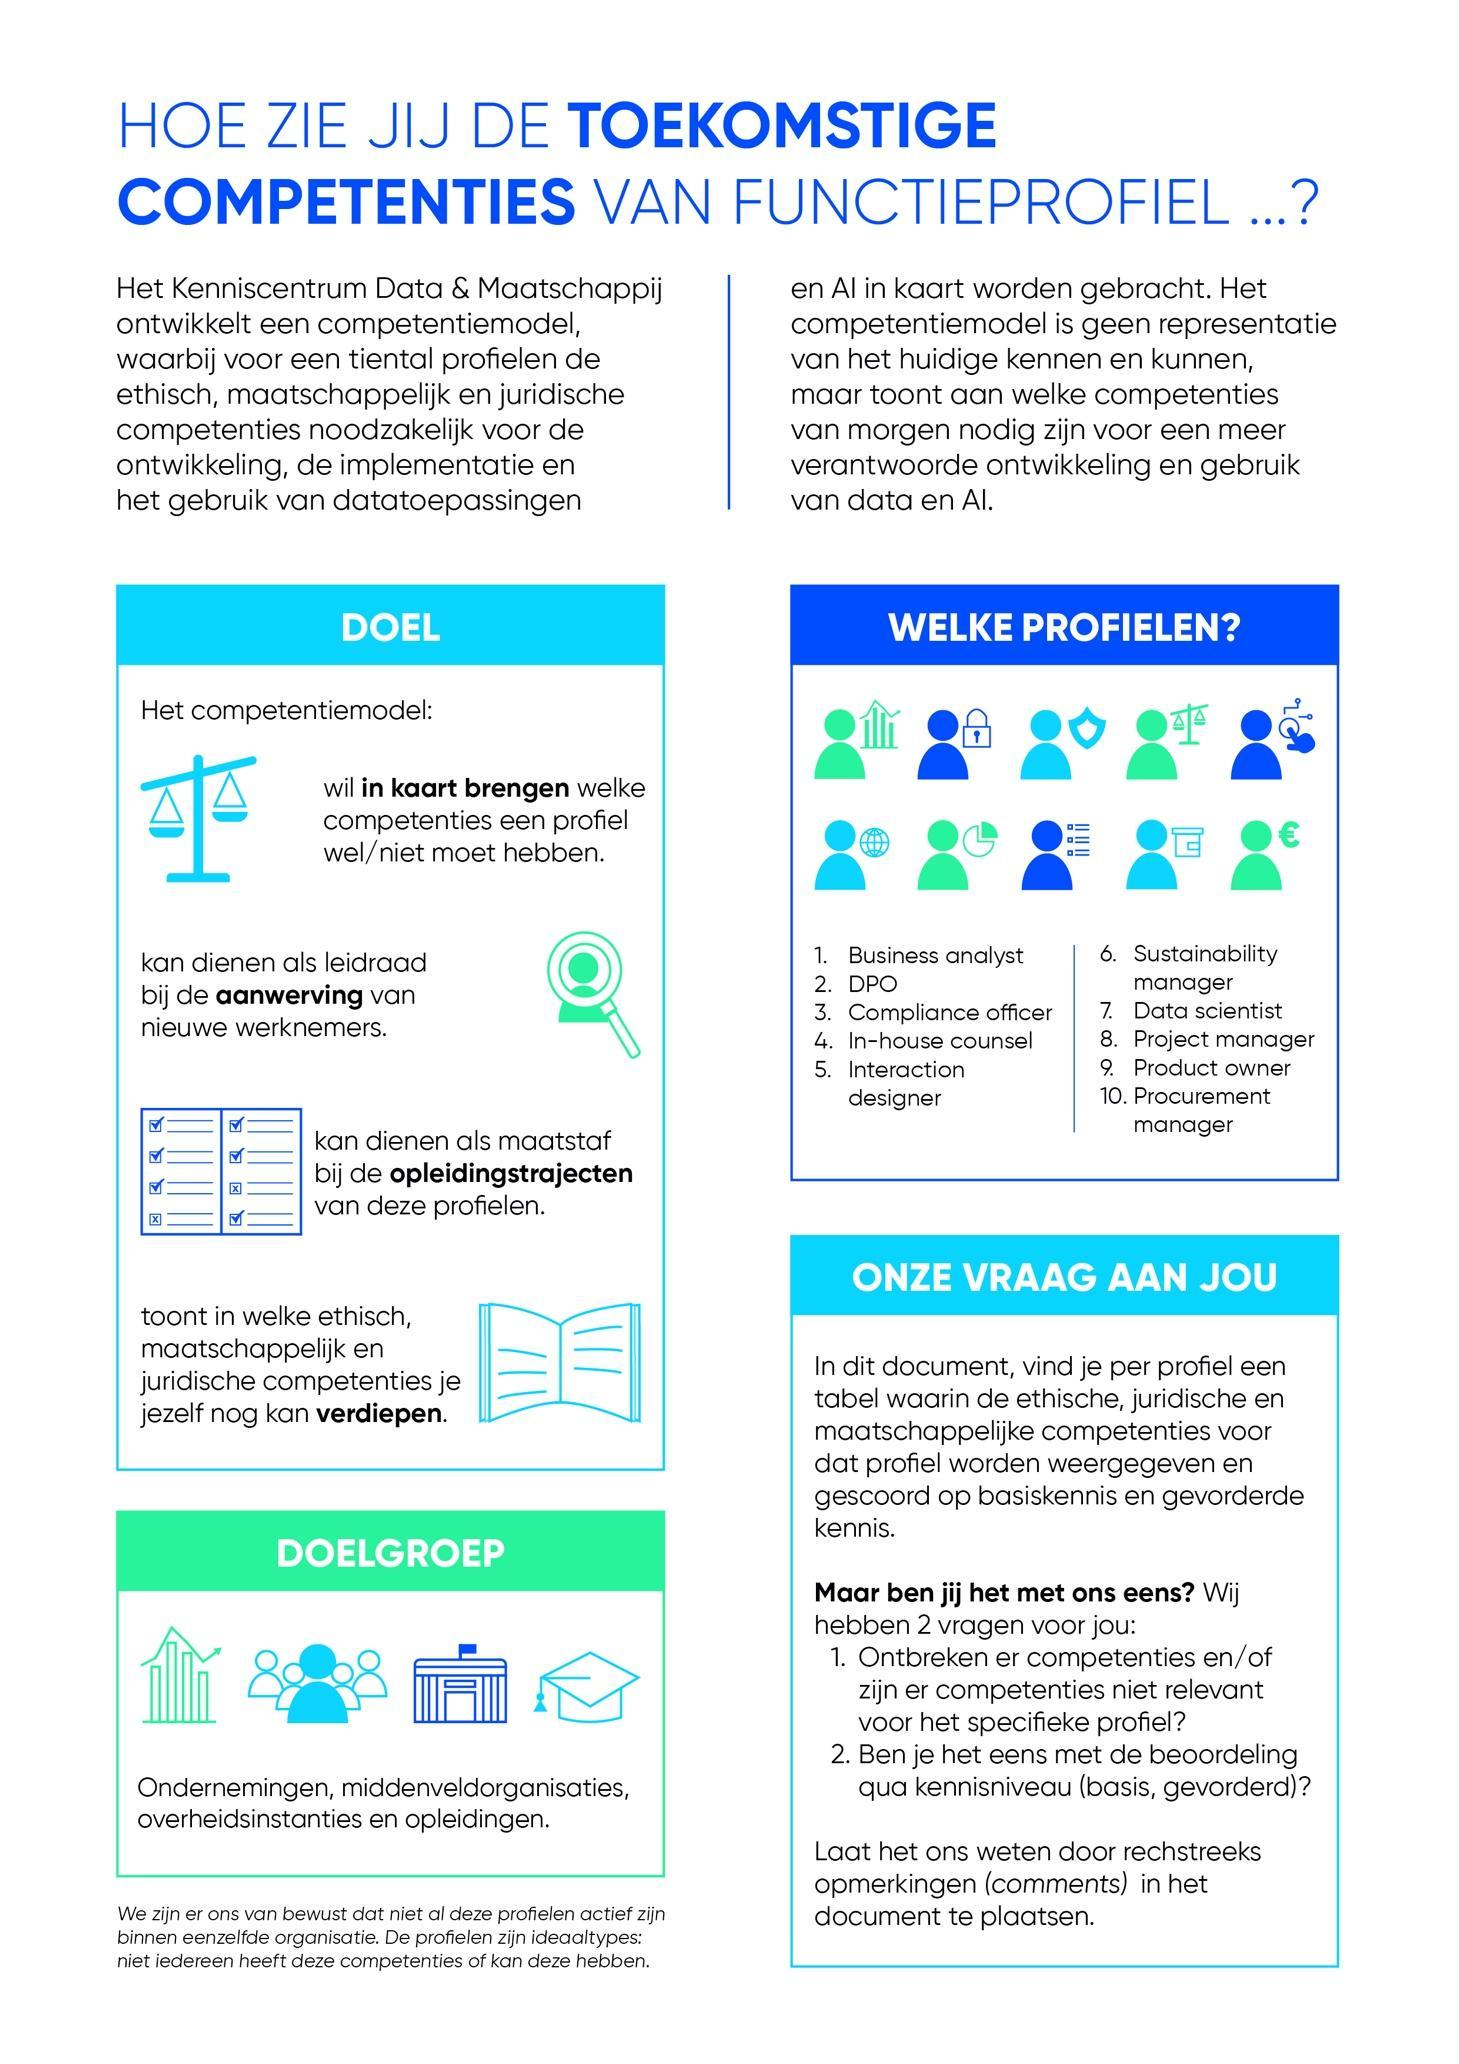 HOE ZIE JIJ DE TOEKOMSTIGE
COMPETENTIES VAN FUNCTIEPROFIEL ...?
Het Kenniscentrum Data & Maatschappij
ontwikkelt een competentiemodel,
waarbij voor een tiental profielen de
ethisch, maatschappelijk en juridische
competenties noodzakelijk voor de
ontwikkeling, de implementatie en
het gebruik van datatoepassingen
en AI in kaart worden gebracht. Het
competentiemodel is geen representatie
van het huidige kennen en kunnen,
maar toont aan welke competenties
van morgen nodig zijn voor een meer
verantwoorde ontwikkeling en gebruik
van data en AI.
DOEL
Het competentiemodel:
wil in kaart brengen welke
competenties een profiel
wel/niet moet hebben.
kan dienen als leidraad
bij de aanwerving van
nieuwe werknemers.
kan dienen als maatstaf
bij de opleidingstrajecten
van deze profielen.
toont in welke ethisch,
maatschappelijk en
juridische competenties je
jezelf nog kan verdiepen.
DOELGROEP
Ondernemingen, middenveldorganisaties,
overheidsinstanties en opleidingen.
We zijn er ons van bewust dat niet al deze profielen actief zijn
binnen eenzelfde organisatie. De profielen zijn ideaaltypes:
niet iedereen heeft deze competenties of kan deze hebben.
WELKE PROFIELEN?
€
1. Business analyst
2. DPO
3. Compliance officer
4. In-house counsel
5. Interaction
designer
6. Sustainability
manager
7. Data scientist
8. Project manager
9. Product owner
10. Procurement
manager
ONZE VRAAG AAN JOU
In dit document, vind je per profiel een
tabel waarin de ethische, juridische en
maatschappelijke competenties voor
dat profiel worden weergegeven en
gescoord op basiskennis en gevorderde
kennis.
Maar ben jij het met ons eens? Wij
hebben 2 vragen voor jou:
1. Ontbreken er competenties en/of
zijn er competenties niet relevant
voor het specifieke profiel?
2. Ben je het eens met de beoordeling
qua kennisniveau (basis, gevorderd)?
Laat het ons weten door rechstreeks
opmerkingen (comments) in het
document te plaatsen.